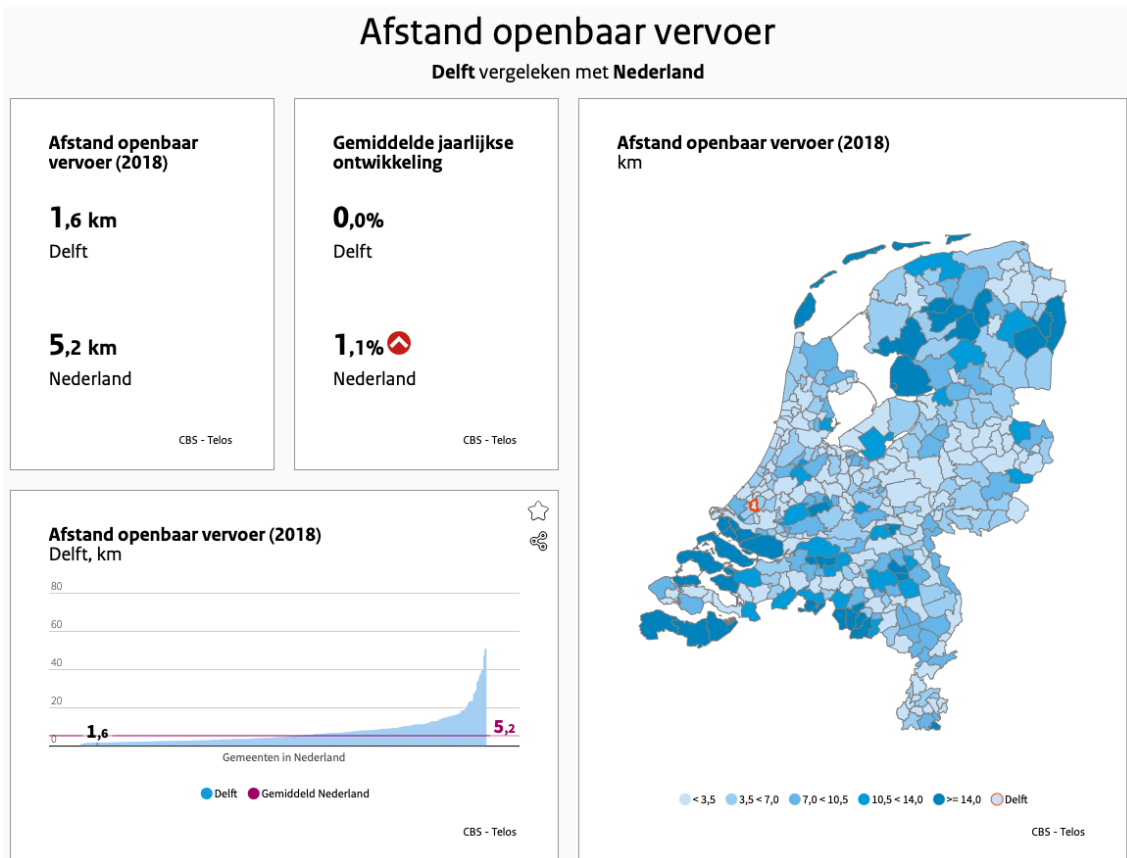 Afstand openbaar vervoer
Delft vergeleken met Nederland
Afstand openbaar
vervoer (2018)
1,6 km
Delft
5,2 km
Nederland
CBS - Telos
Gemiddelde jaarlijkse
ontwikkeling
0,0%
Delft
1,1%
Nederland
CBS - Telos
Afstand openbaar vervoer (2018)
Delft, km
80
60
40
20
0
1,6
5,2
Gemeenten in Nederland
Delft Gemiddeld Nederland
CBS - Telos
Afstand openbaar vervoer (2018)
km
< 3,5 3,5 < 7,0 7,0 < 10,5 10,5 < 14,0 >= 14,0 Delft
CBS - Telos